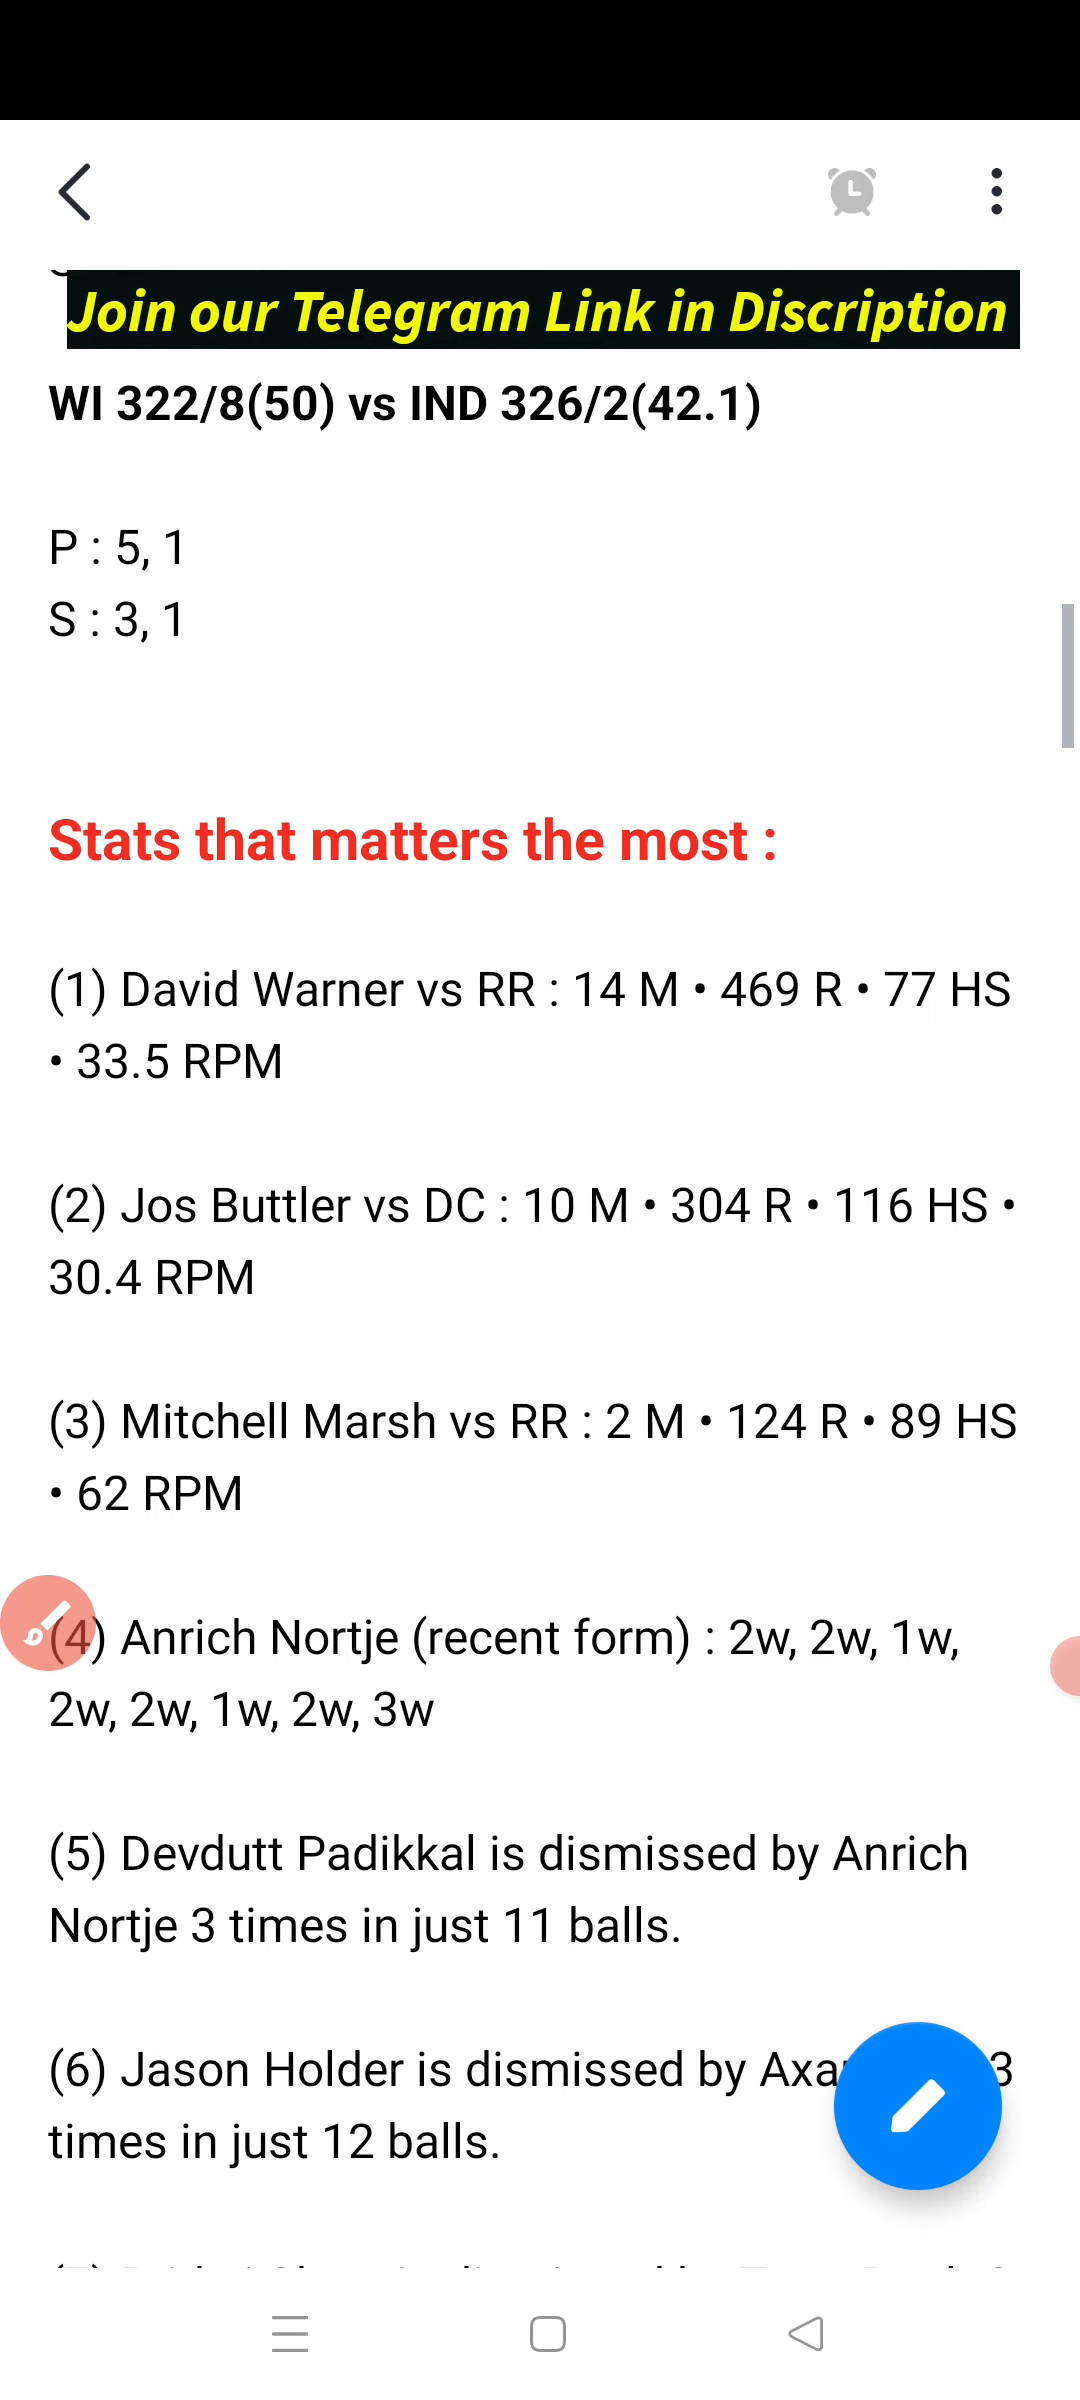 Join our Telegram Link in Discription
WI 322/8(50) vs IND 326/2(42.1)
P : 5, 1
S : 3, 1
Stats that matters the most :
(1) David Warner vs RR : 14 M • 469 R • 77 HS
• 33.5 RPM
(2) Jos Buttler vs DC : 10 M • 304 R • 116 HS •
30.4 RPM
(3) Mitchell Marsh vs RR : 2 M • 124 R • 89 HS
• 62 RPM
(4) Anrich Nortje (recent form) : 2w, 2w, 1w,
2w, 2w, 1w, 2w, 3w
(5) Devdutt Padikkal is dismissed by Anrich
Nortje 3 times in just 11 balls.
(6) Jason Holder is dismissed by 3
times in just 12 balls.